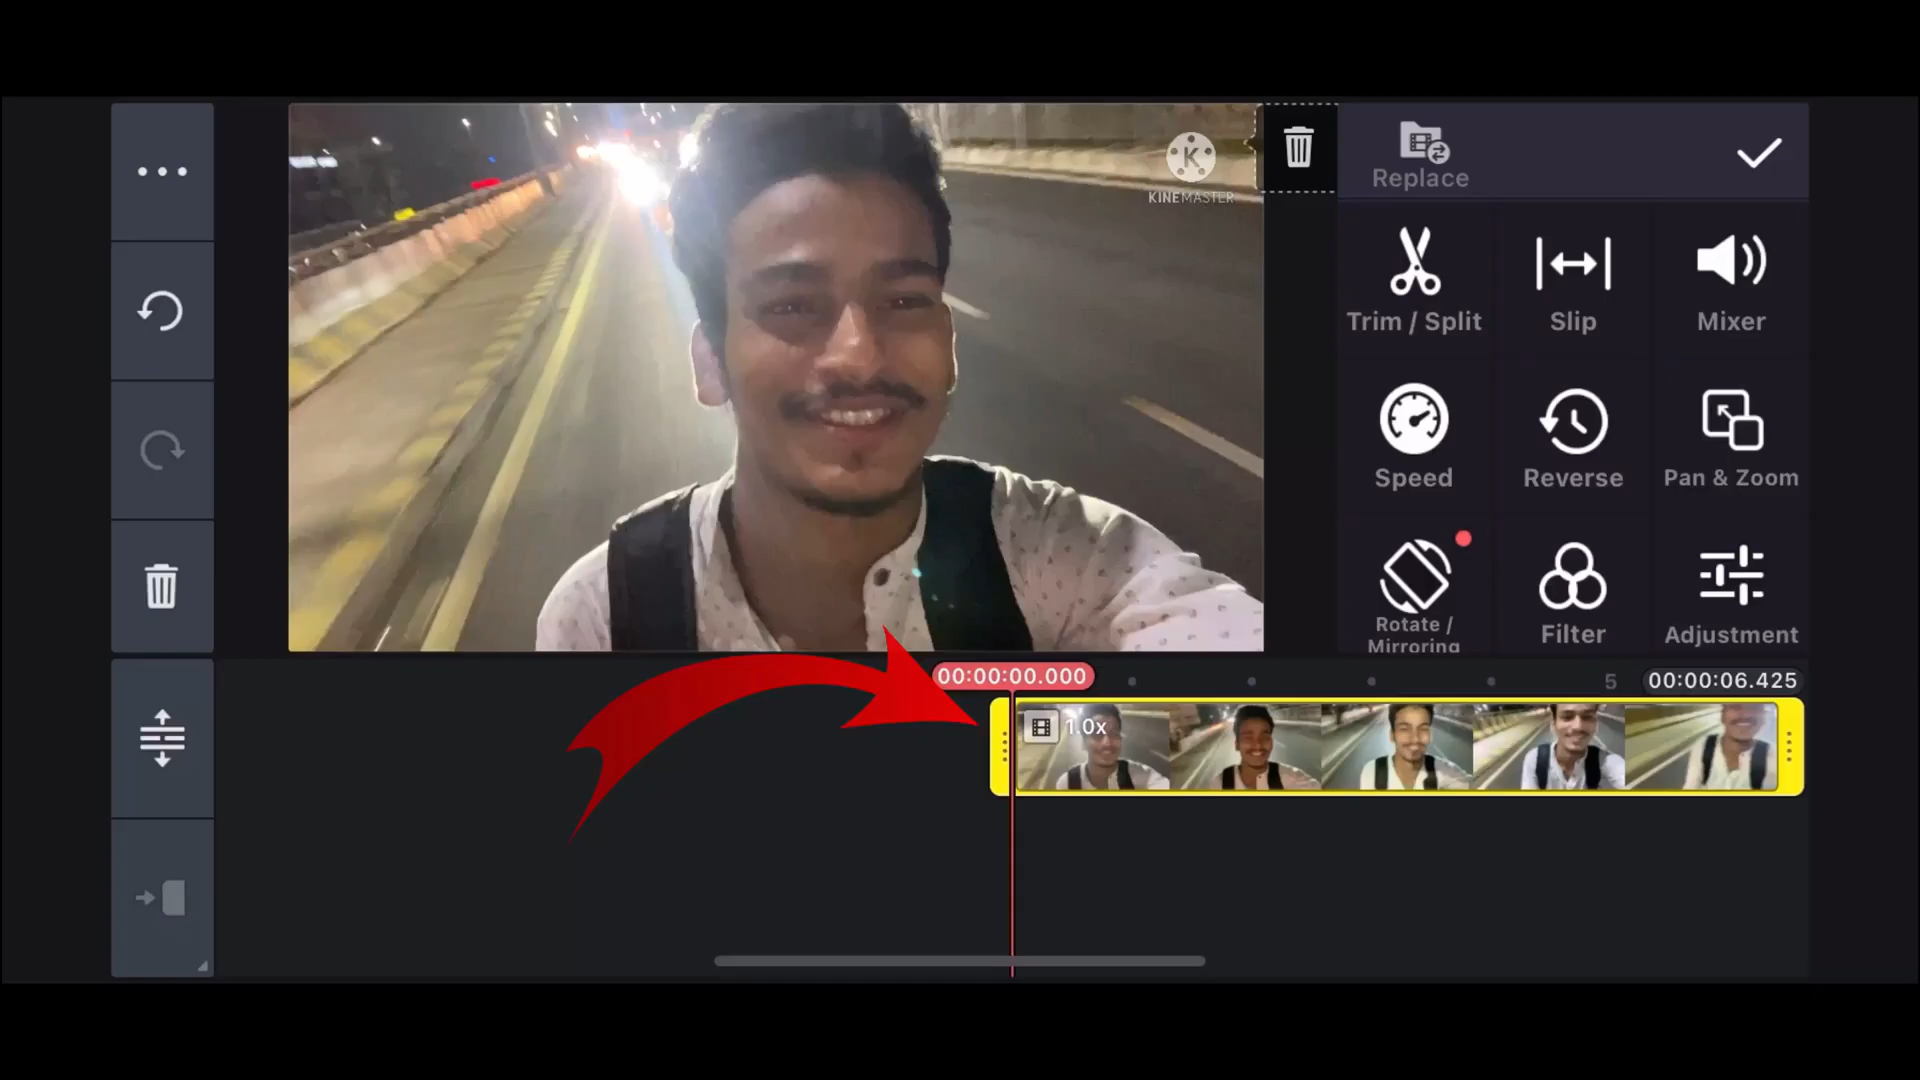 KINEMASTER
Replace
Trim / Split
Slip
Mixer
Speed
Reverse
Pan & Zoom
Rotate /
Mirroring
Filter
Adjustment
00:00:00.000
5
00:00:06.425
1.0x